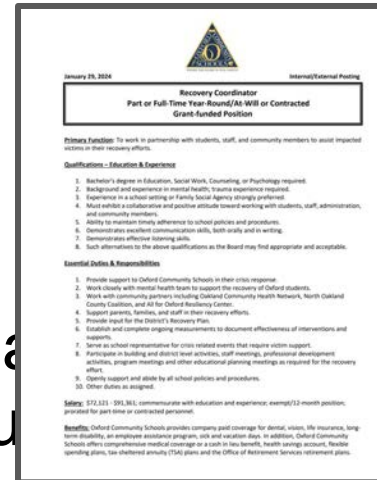 SCHOOLS
January 29, 2024 Internal/External Posting
Recovery Coordinator
Part or Full-Time Year-Round/At-Will or Contracted
Grant-funded Position
Primary Function: To work in partnership with students, staff, and community members to assist impacted
victims in their recovery efforts.
Qualifications – Education & Experience
1. Bachelor's degree in Education, Social Work, Counseling, or Psychology required.
2. Background and experience in mental health; trauma experience required.
3. Experience in a school setting or Family Social Agency strongly preferred.
4. Must exhibit a collaborative and positive attitude toward working with students, staff, administration,
and community members.
5. Ability to maintain timely adherence to school policies and procedures.
6. Demonstrates excellent communication skills, both orally and in writing.
7. Demonstrates effective listening skills.
8. Such alternatives to the above qualifications as the Board may find appropriate and acceptable.
Essential Duties & Responsibilities
1. Provide support to Oxford Community Schools in their crisis response.
2. Work closely with mental health team to support the recovery of Oxford students.
3. Work with community partners including Oakland Community Health Network, North Oakland
County Coalition, and All for Oxford Resiliency Center.
4. Support parents, families, and staff in their recovery efforts.
5. Provide input for the District's Recovery Plan.
6. Establish and complete ongoing measurements to document effectiveness of interventions and
supports.
7. Serve as school representative for crisis related events that require victim support.
8. Participate in building and district level activities, staff meetings, professional development
activities, program meetings and other educational planning meetings as required for the recovery
effort.
9. Openly support and abide by all school policies and procedures.
10. Other duties as assigned.
Salary: $72,121 - $91,361; commensurate with education and experience; exempt/12-month position;
prorated for part-time or contracted personnel.
Benefits: Oxford Community Schools provides company paid coverage for dental, vision, life insurance, long-
term disability, an employee assistance program, sick and vacation days. In addition, Oxford Community
Schools offers comprehensive medical coverage or a cash in lieu benefit, health savings account, flexible
spending plans, tax-sheltered annuity (TSA) plans and the Office of Retirement Services retirement plans.